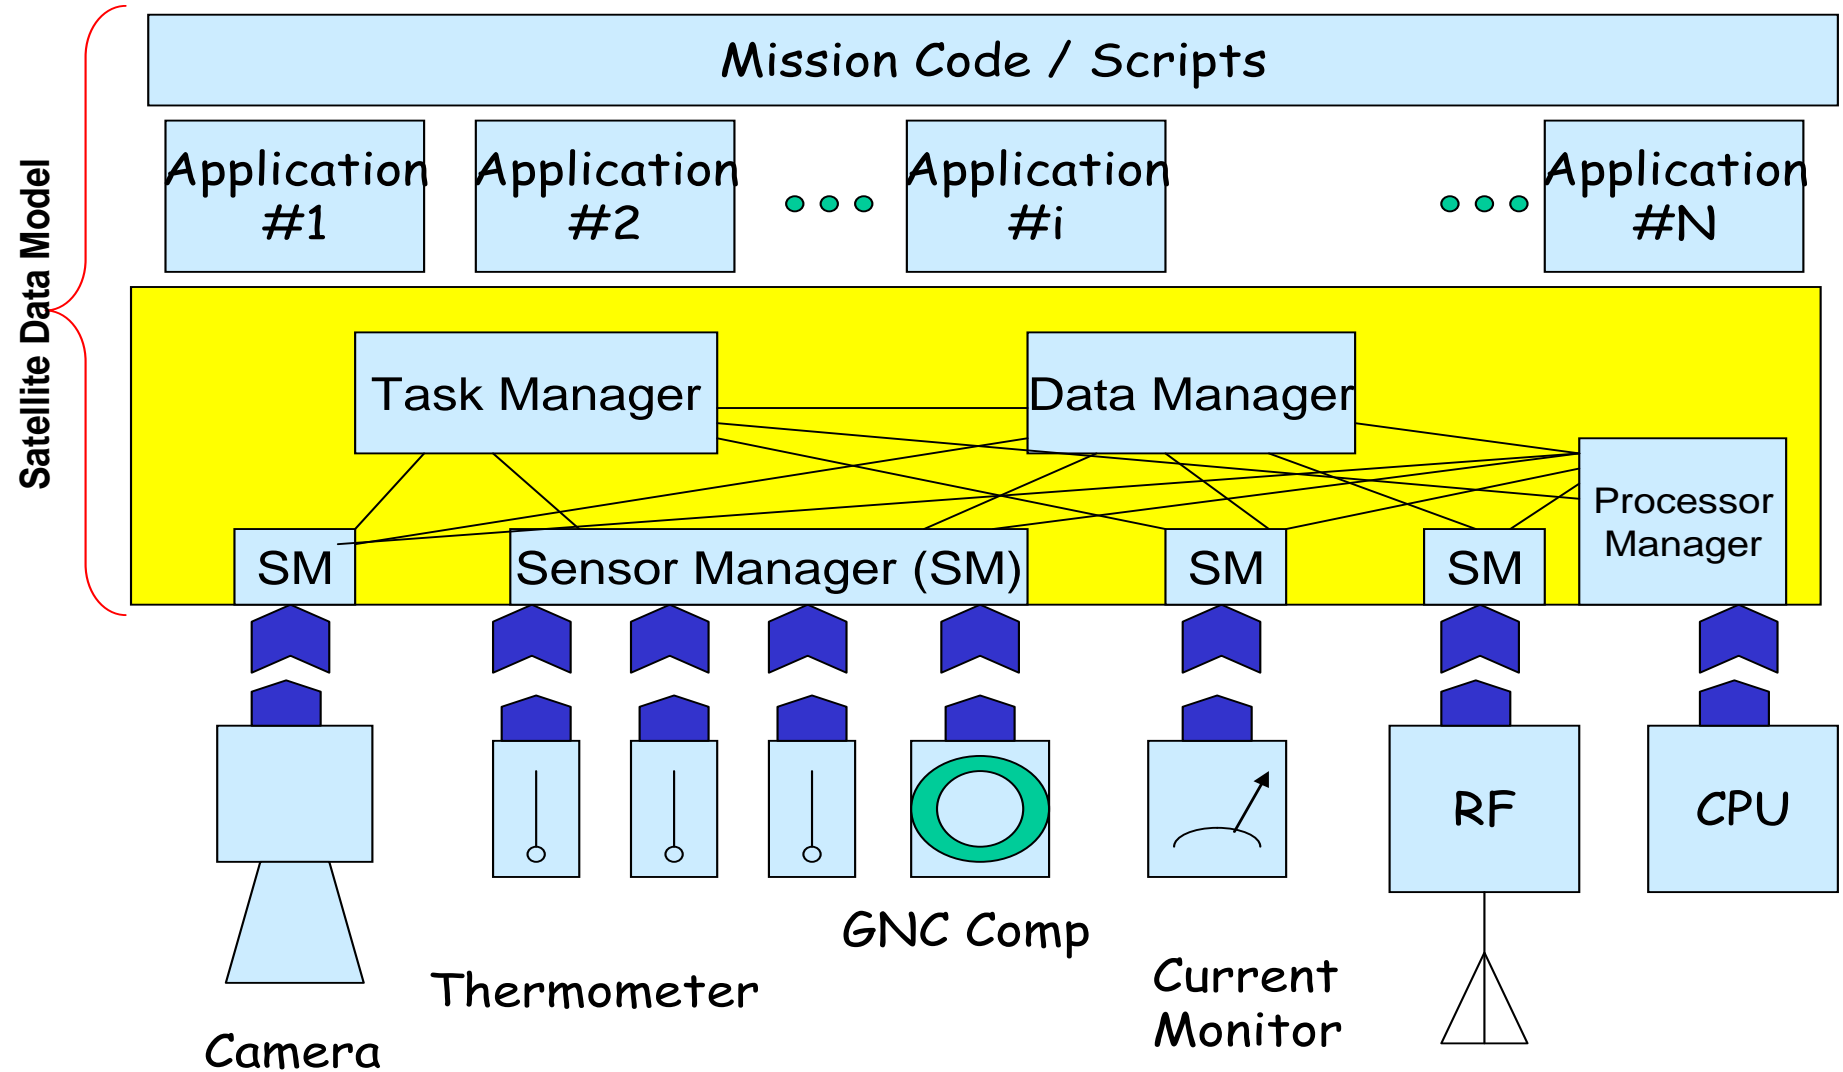 Mission Code / Scripts
Satellite Data Model
Application
#1
Application
#2
Application
#i
Application
#N
Task Manager
Data Manager
Processor
Manager
SM
Sensor Manager (SM)
SM
SM
RF
CPU
GNC Comp
Thermometer
Current
Monitor
Camera